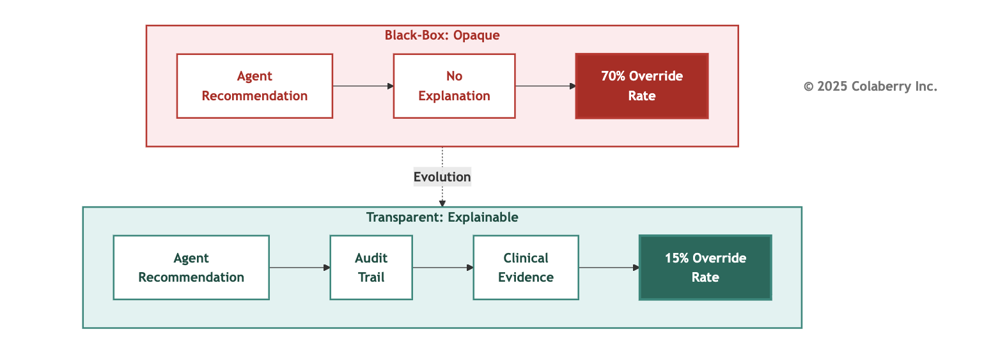 Black-Box: Opaque
Agent
Recommendation
No
Explanation
70% Override
Rate
© 2025 Colaberry Inc.
Evolution
Transparent: Explainable
Agent
Recommendation
Audit
Trail
Clinical
Evidence
15% Override
Rate